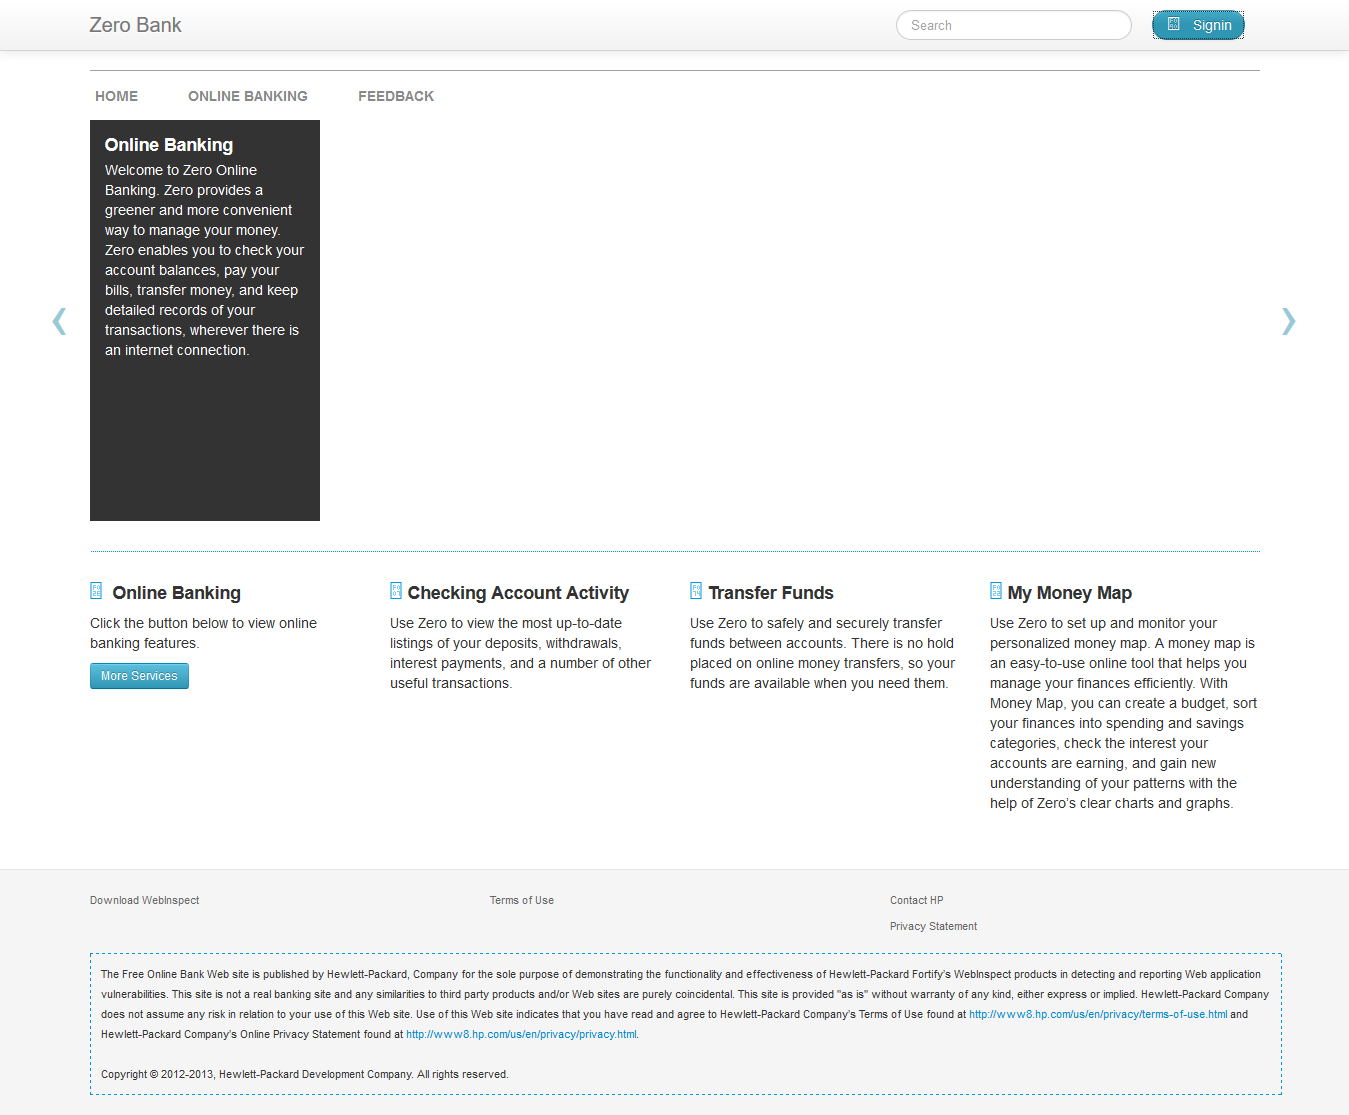 Zero Bank
Search
Signin
HOME
ONLINE BANKING
FEEDBACK
Online Banking
Welcome to Zero Online
Banking. Zero provides a
greener and more convenient
way to manage your money.
Zero enables you to check your
account balances, pay your
bills, transfer money, and keep
detailed records of your
transactions, wherever there is
an internet connection.
Online Banking
Click the button below to view online
banking features.
More Services
Checking Account Activity
Use Zero to view the most up-to-date
listings of your deposits, withdrawals,
interest payments, and a number of other
useful transactions.
Transfer Funds
Use Zero to safely and securely transfer
funds between accounts. There is no hold
placed on online money transfers, so your
funds are available when you need them.
My Money Map
Use Zero to set up and monitor your
personalized money map. A money map is
an easy-to-use online tool that helps you
manage your finances efficiently. With
Money Map, you can create a budget, sort
your finances into spending and savings
categories, check the interest your
accounts are earning, and gain new
understanding of your patterns with the
help of Zero's clear charts and graphs.
Download WebInspect
Terms of Use
Contact HP
Privacy Statement
The Free Online Bank Web site is published by Hewlett-Packard, Company for the sole purpose of demonstrating the functionality and effectiveness of Hewlett-Packard Fortify's WebInspect products in detecting and reporting Web application
vulnerabilities. This site is not a real banking site and any similarities to third party products and/or Web sites are purely coincidental. This site is provided "as is" without warranty of any kind, either express or implied. Hewlett-Packard Company
does not assume any risk in relation to your use of this Web site. Use of this Web site indicates that you have read and agree to Hewlett-Packard Company's Terms of Use found at http://www8.hp.com/us/en/privacy/terms-of-use.html and
Hewlett-Packard Company's Online Privacy Statement found at http://www8.hp.com/us/en/privacy/privacy.html.
Copyright © 2012-2013, Hewlett-Packard Development Company. All rights reserved.